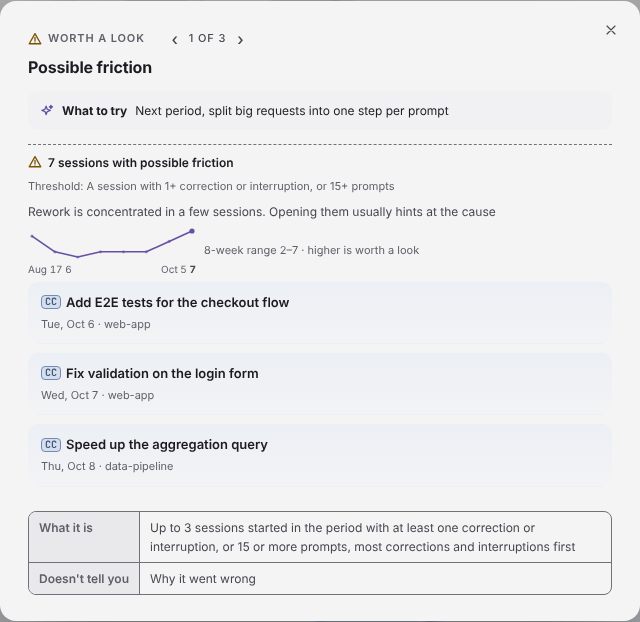 WORTH A LOOK ‹ 1 OF 3 ›
Possible friction
What to try Next period, split big requests into one step per prompt
7 sessions with possible friction
Threshold: A session with 1+ correction or interruption, or 15+ prompts
Rework is concentrated in a few sessions. Opening them usually hints at the cause
8-week range 2–7 · higher is worth a look
Aug 17 6 Oct 5 7
CC Add E2E tests for the checkout flow
Tue, Oct 6 · web-app
CC Fix validation on the login form
Wed, Oct 7 · web-app
CC Speed up the aggregation query
Thu, Oct 8 · data-pipeline
What it is Up to 3 sessions started in the period with at least one correction or
interruption, or 15 or more prompts, most corrections and interruptions first
Doesn't tell you Why it went wrong